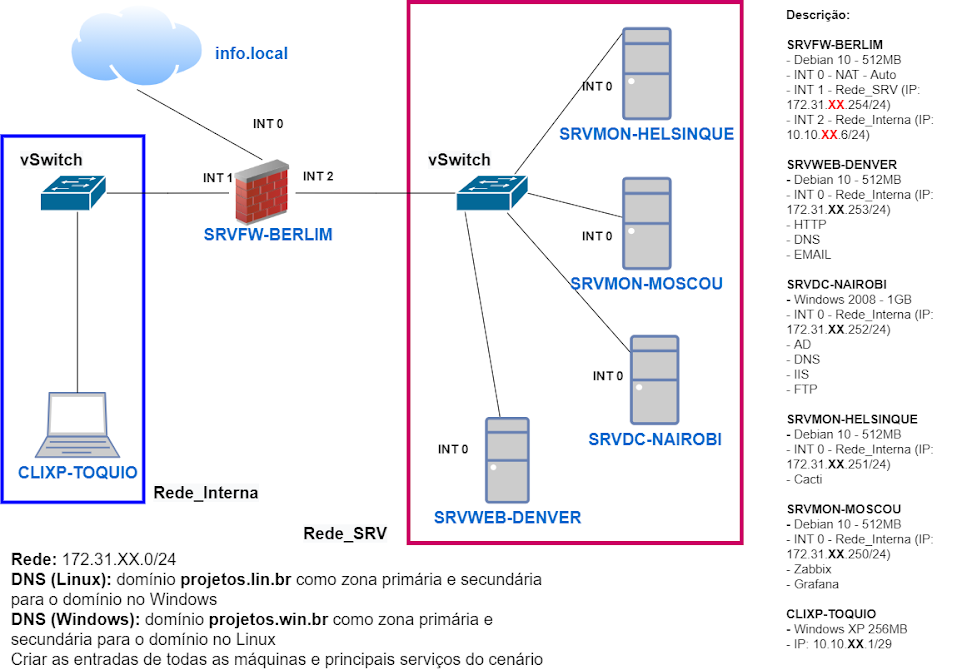 info.local
INT 0
vSwitch
INT 1
INT 2
SRVFW-BERLIM
vSwitch
INT 0
SRVMON-HELSINQUE
INT 0
SRVMON-MOSCOU
INT 0
SRVDC-NAIROBI
INT 0
SRVWEB-DENVER
CLIXP-TOQUIO
Rede_Interna
Rede_SRV
Rede: 172.31.XX.0/24
DNS (Linux): domínio projetos.lin.br como zona primária e secundária
para o domínio no Windows
DNS (Windows): domínio projetos.win.br como zona primária e
secundária para o domínio no Linux
Criar as entradas de todas as máquinas e principais serviços do cenário
Descrição:
SRVFW-BERLIM
- Debian 10 - 512MB
- INT 0 - NAT - Auto
- INT 1 - Rede_SRV (IP:
172.31.XX.254/24)
- INT 2 - Rede_Interna (IP:
10.10.XX.6/24)
SRVWEB-DENVER
- Debian 10 - 512MB
- INT 0 - Rede_Interna (IP:
172.31.XX.253/24)
- HTTP
- DNS
- EMAIL
SRVDC-NAIROBI
- Windows 2008 - 1GB
- INT 0 - Rede_Interna (IP:
172.31.XX.252/24)
- AD
- DNS
- IIS
- FTP
SRVMON-HELSINQUE
- Debian 10 - 512MB
- INT 0 - Rede_Interna (IP:
172.31.XX.251/24)
- Cacti
SRVMON-MOSCOU
- Debian 10 - 512MB
- INT 0 - Rede_Interna (IP:
172.31.XX.250/24)
- Zabbix
- Grafana
CLIXP-TOQUIO
- Windows XP 256MB
- IP: 10.10.XX.1/29